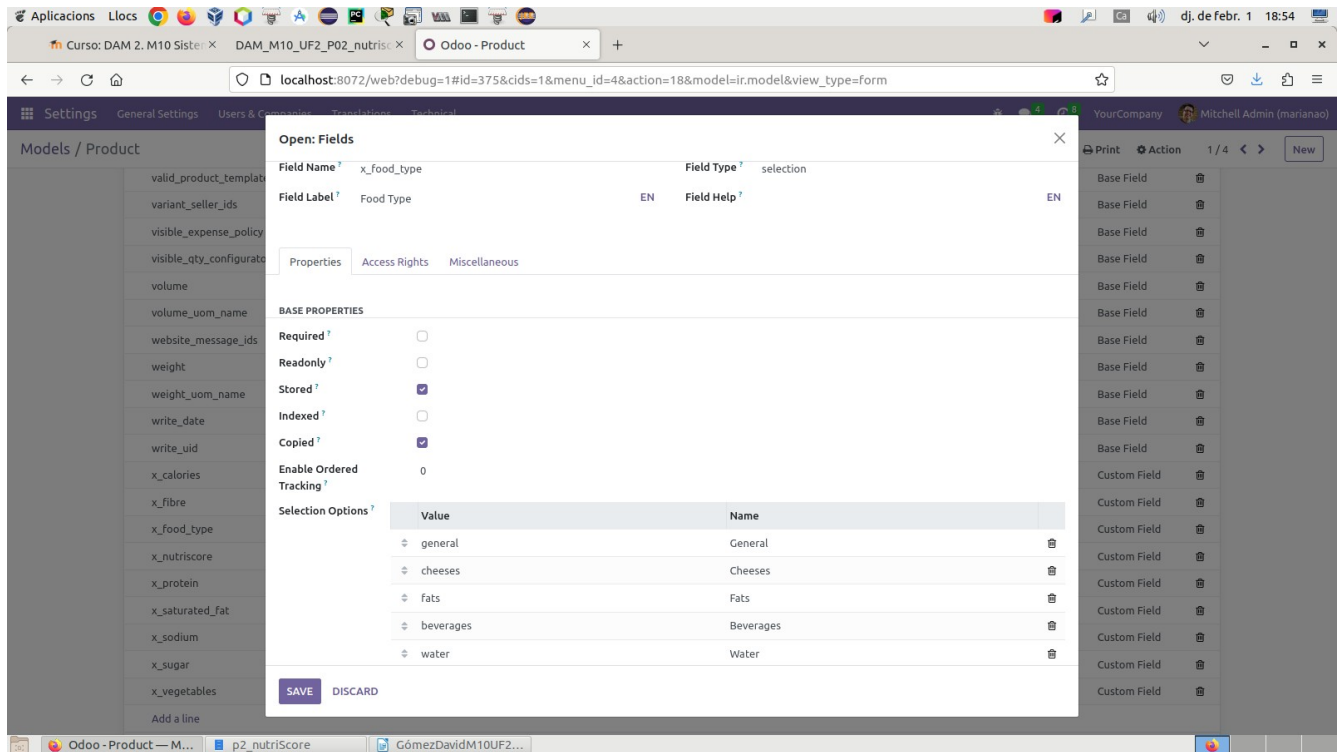 Aplicacions Llocs Ca dj. de febr. 1 18:54
Curso: DAM 2. M10 Sister DAM_M10_UF2_P02_nutrisc Odoo - Product
localhost:8072/web?debug=1#id=375&cids=1&menu_id=4&action=18&model=ir.model&view_type=form
Settings General Settings Users & Companies Translations Technical 4 8 YourCompany Mitchell Admin (marianao)
Models / Product Print Action 1/4 New
Open: Fields
Field Name ? x_food_type Field Type ? selection
Field Label ? Food Type EN Field Help ? EN
Properties Access Rights Miscellaneous
BASE PROPERTIES
Required ?
Readonly ?
Stored ?
Indexed ?
Copied ?
Enable Ordered Tracking ? 0
Selection Options ?
Value Name
general General
cheeses Cheeses
fats Fats
beverages Beverages
water Water
SAVE DISCARD
valid_product_templat Base Field
variant_seller_ids Base Field
visible_expense_policy Base Field
visible_qty_configurato Base Field
volume Base Field
volume_uom_name Base Field
website_message_ids Base Field
weight Base Field
weight_uom_name Base Field
write_date Base Field
write_uid Base Field
x_calories Custom Field
x_fibre Custom Field
x_food_type Custom Field
x_nutriscore Custom Field
x_protein Custom Field
x_saturated_fat Custom Field
x_sodium Custom Field
x_sugar Custom Field
x_vegetables Custom Field
Add a line
Odoo - Product — M... p2_nutriScore GómezDavidM10UF2...